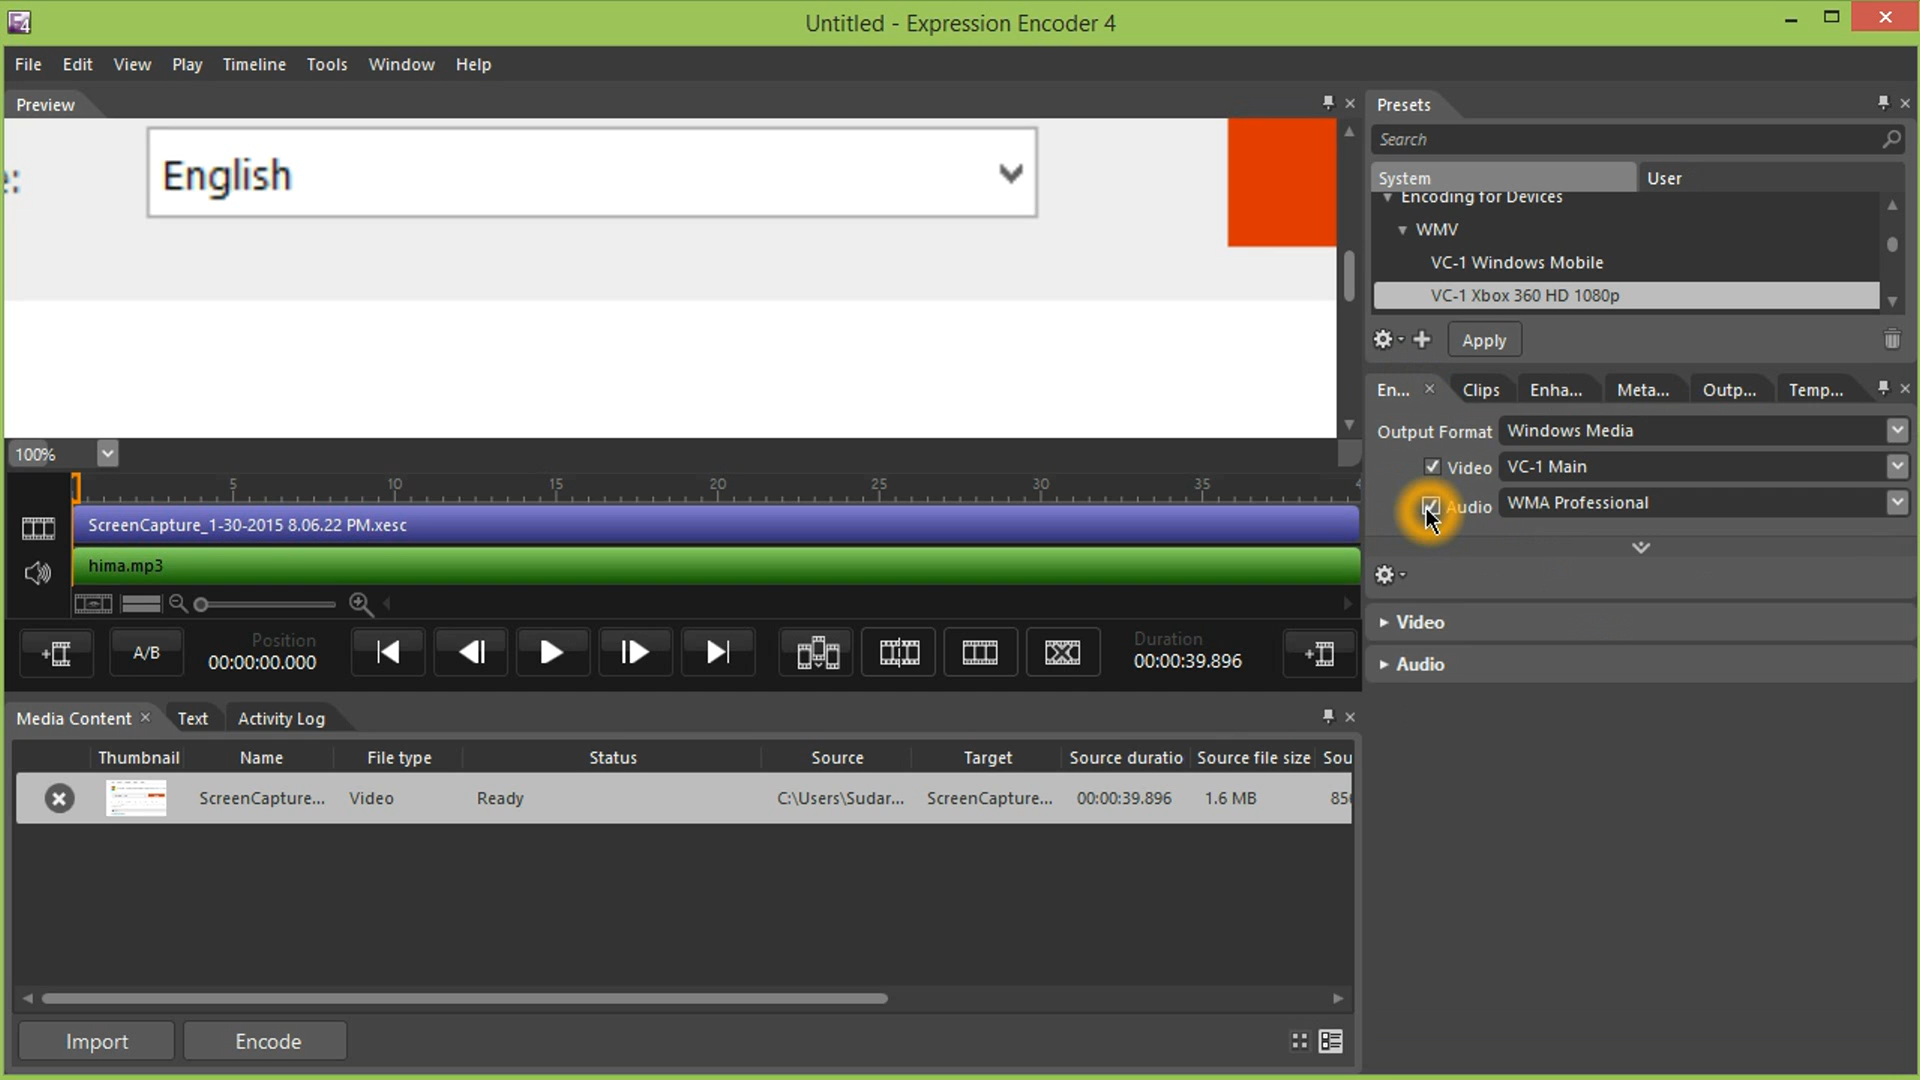 Untitled - Expression Encoder 4
File Edit View Play Timeline Tools Window Help
Preview
e:
English
100%
5 10 15 20 25 30 35 4
ScreenCapture_1-30-2015 8.06.22 PM.xesc
hima.mp3
A/B
Position
00:00:00.000
Duration
00:00:39.896
Media Content Text Activity Log
Thumbnail Name File type Status Source Target Source duratio Source file size Sou
ScreenCapture... Video Ready C:\Users\Sudar... ScreenCapture... 00:00:39.896 1.6 MB 85
Import Encode
Presets
Search
System User
Encoding for Devices
WMV
VC-1 Windows Mobile
VC-1 Xbox 360 HD 1080p
Apply
En... Clips Enha... Meta... Outp... Temp...
Output Format Windows Media
Video VC-1 Main
Audio WMA Professional
Video
Audio